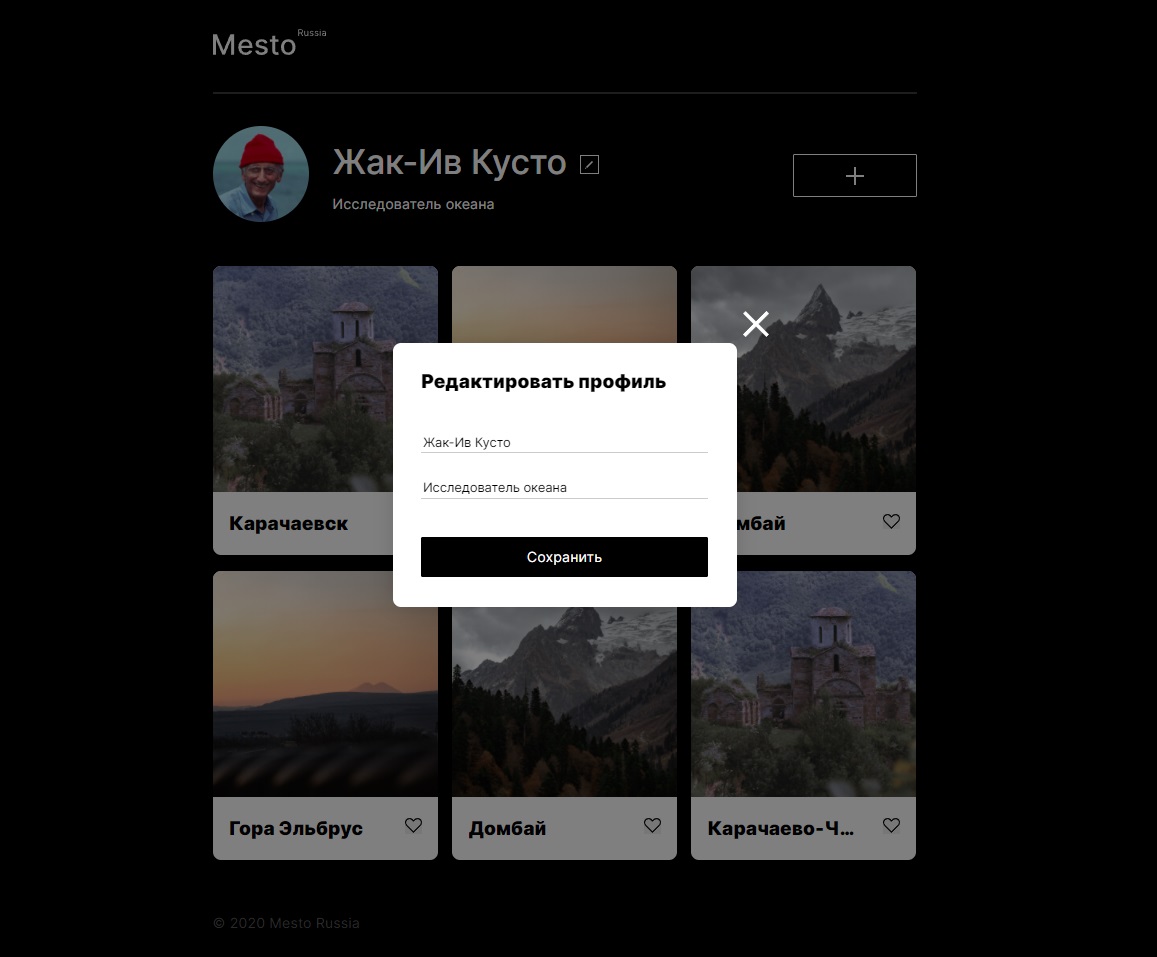 Mesto Russia
Жак-Ив Кусто
Исследователь океана
Редактировать профиль
Жак-Ив Кусто
Исследователь океана
Сохранить
Карачаевск
мбай
Гора Эльбрус
Домбай
Карачаево-Ч...
© 2020 Mesto Russia